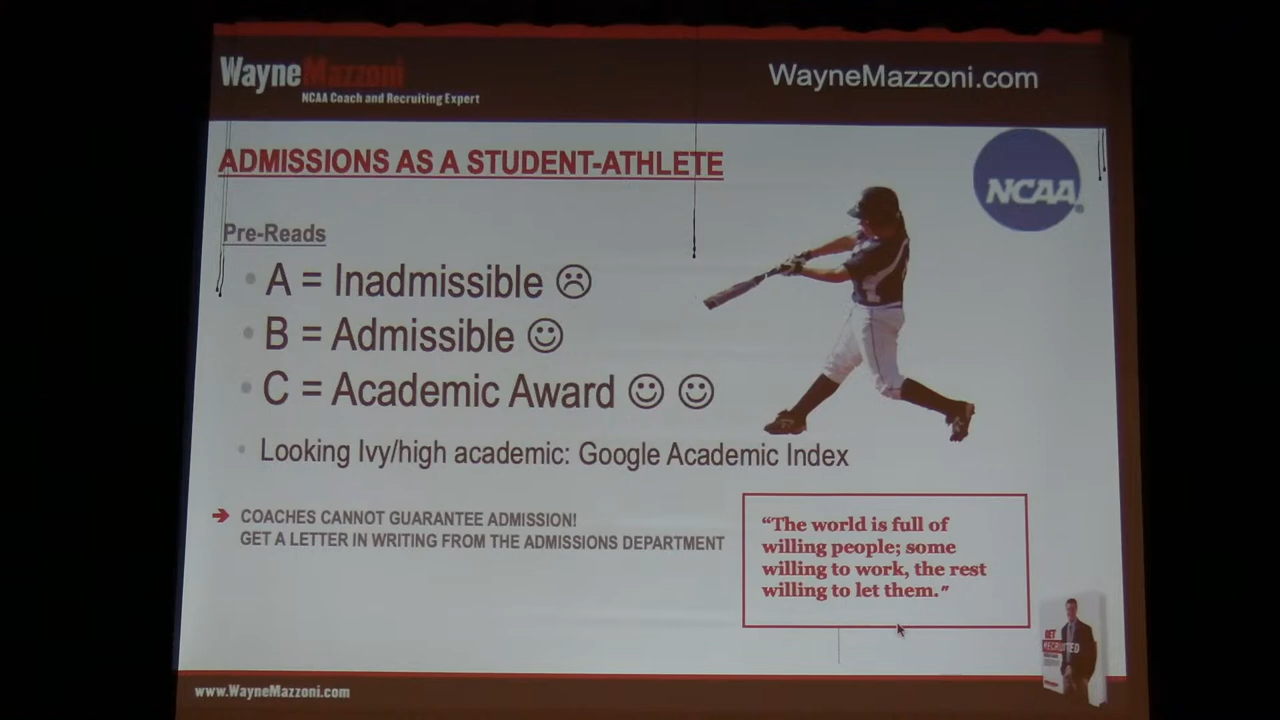 WayneMazzoni
NCAA Coach and Recruiting Expert
WayneMazzoni.com
ADMISSIONS AS A STUDENT-ATHLETE
NCAA®
Pre-Reads
• A = Inadmissible ☹
• B = Admissible ☺
• C = Academic Award ☺ ☺
• Looking Ivy/high academic: Google Academic Index
➔ COACHES CANNOT GUARANTEE ADMISSION!
GET A LETTER IN WRITING FROM THE ADMISSIONS DEPARTMENT
“The world is full of
willing people; some
willing to work, the rest
willing to let them.”
GET
RECRUITED
www.WayneMazzoni.com